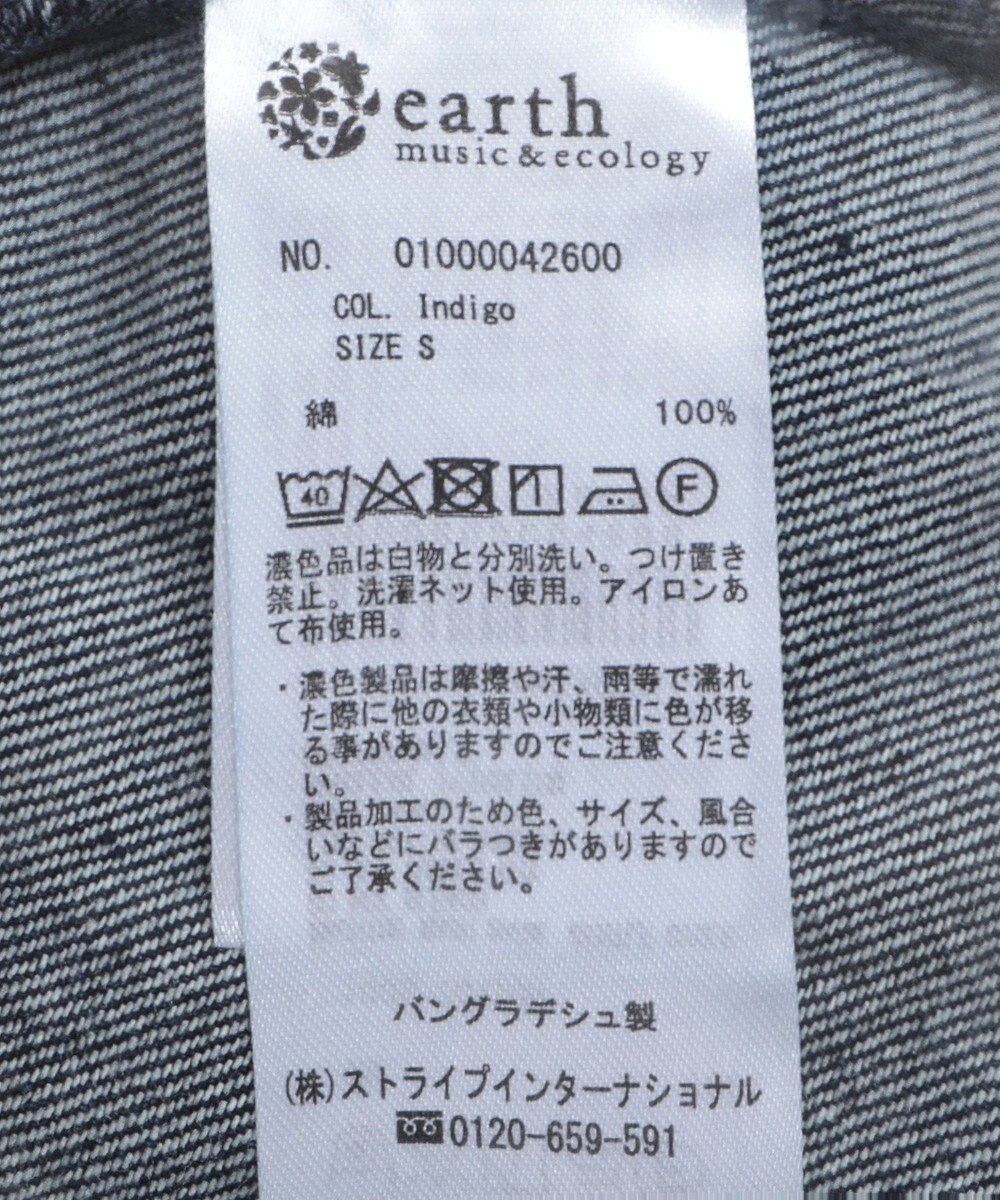 earth
music & ecology
NO. 01000042600
COL. Indigo
SIZE S
綿 100%
40 F
濃色品は白物と分別洗い。つけ置き
禁止。洗濯ネット使用。アイロンあ
て布使用。
・濃色製品は摩擦や汗、雨等で濡れ
た際に他の衣類や小物類に色が移
る事がありますのでご注意くださ
い。
・製品加工のため色、サイズ、風合
いなどにバラつきがありますので
ご了承ください。
バングラデシュ製
(株)ストライプインターナショナル
0120-659-591